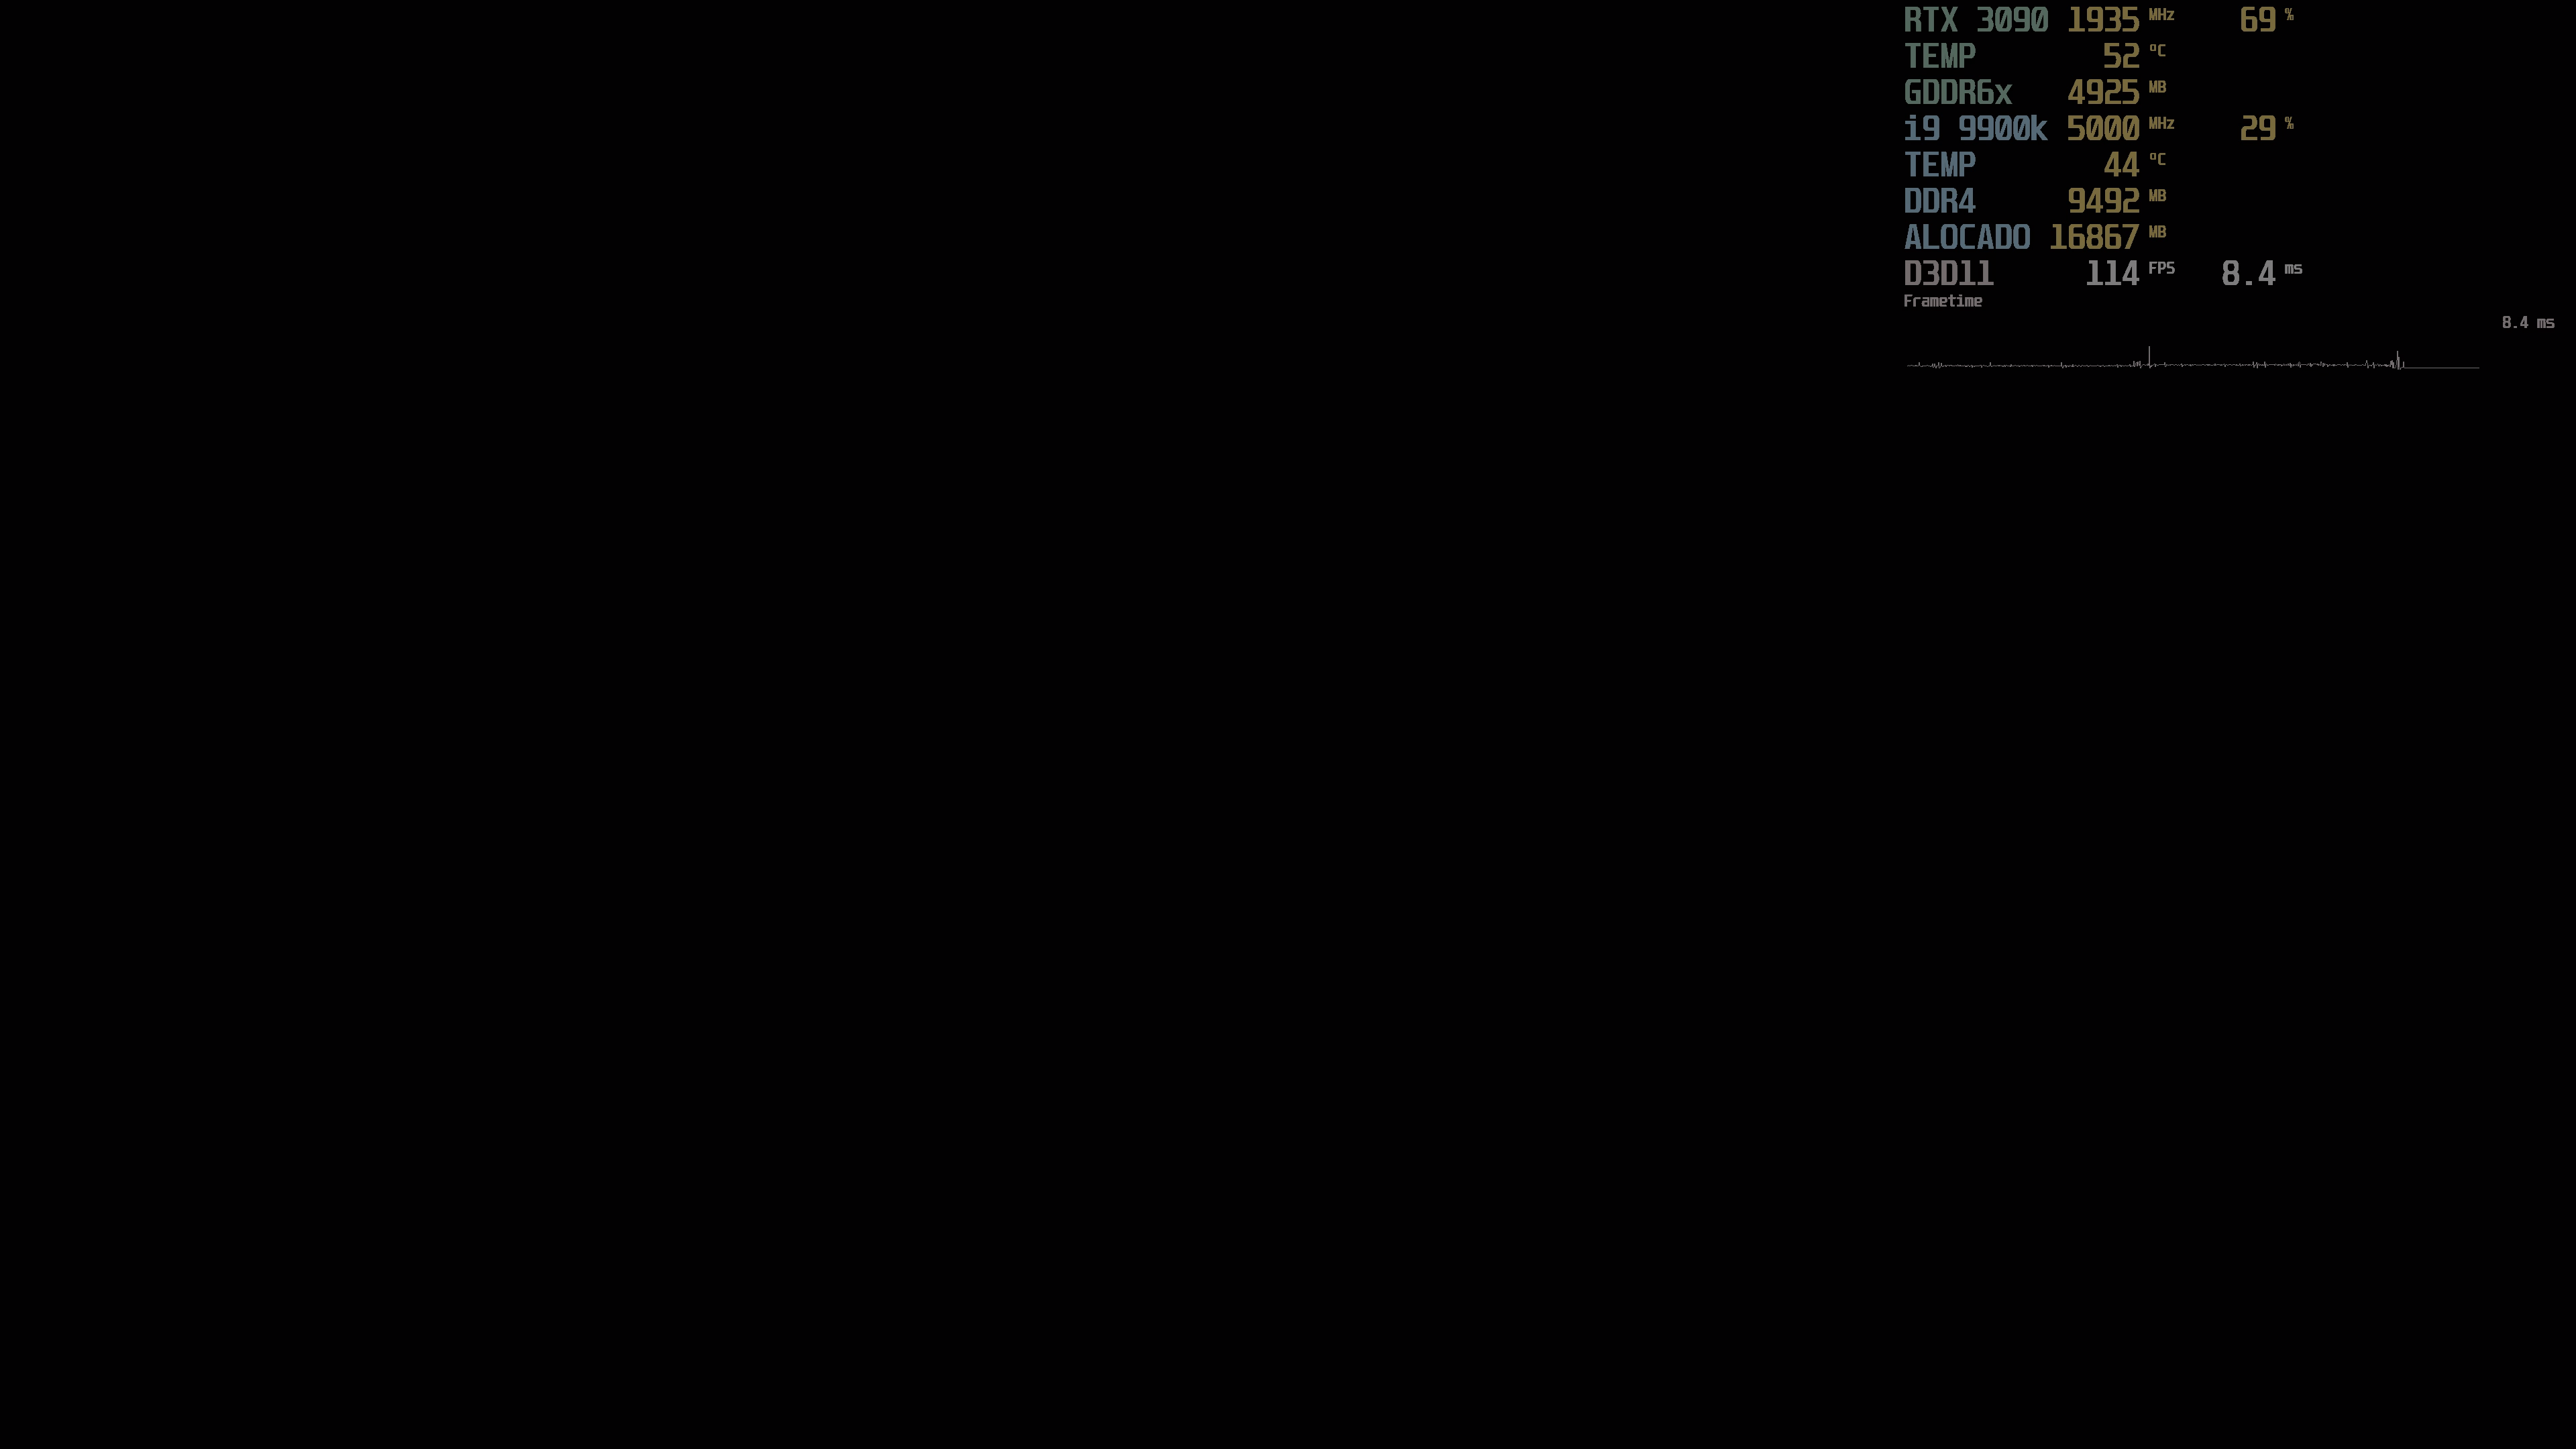 RTX 3090 1935 MHz 69 %
TEMP 52 °C
GDDR6x 4925 MB
i9 9900k 5000 MHz 29 %
TEMP 44 °C
DDR4 9492 MB
ALOCADO 16867 MB
D3D11 114 FPS 8.4 ms
Frametime
8.4 ms